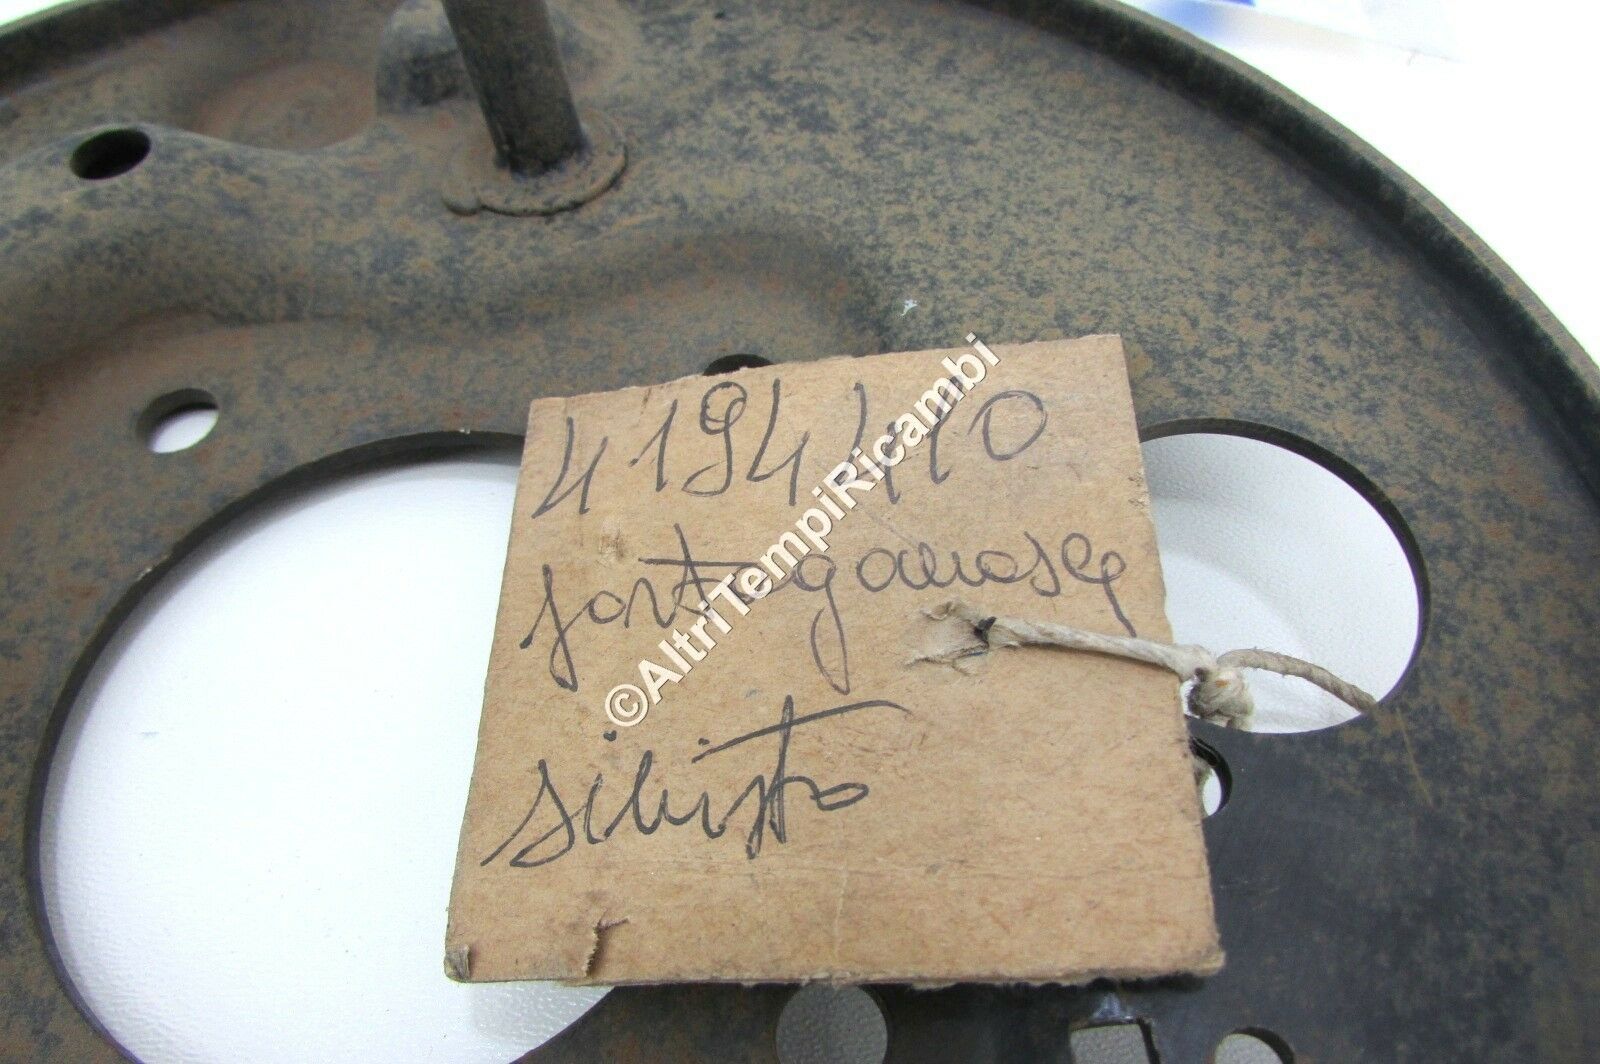 4194410
portaganasce
sinistro
©AltriTempiRicambi